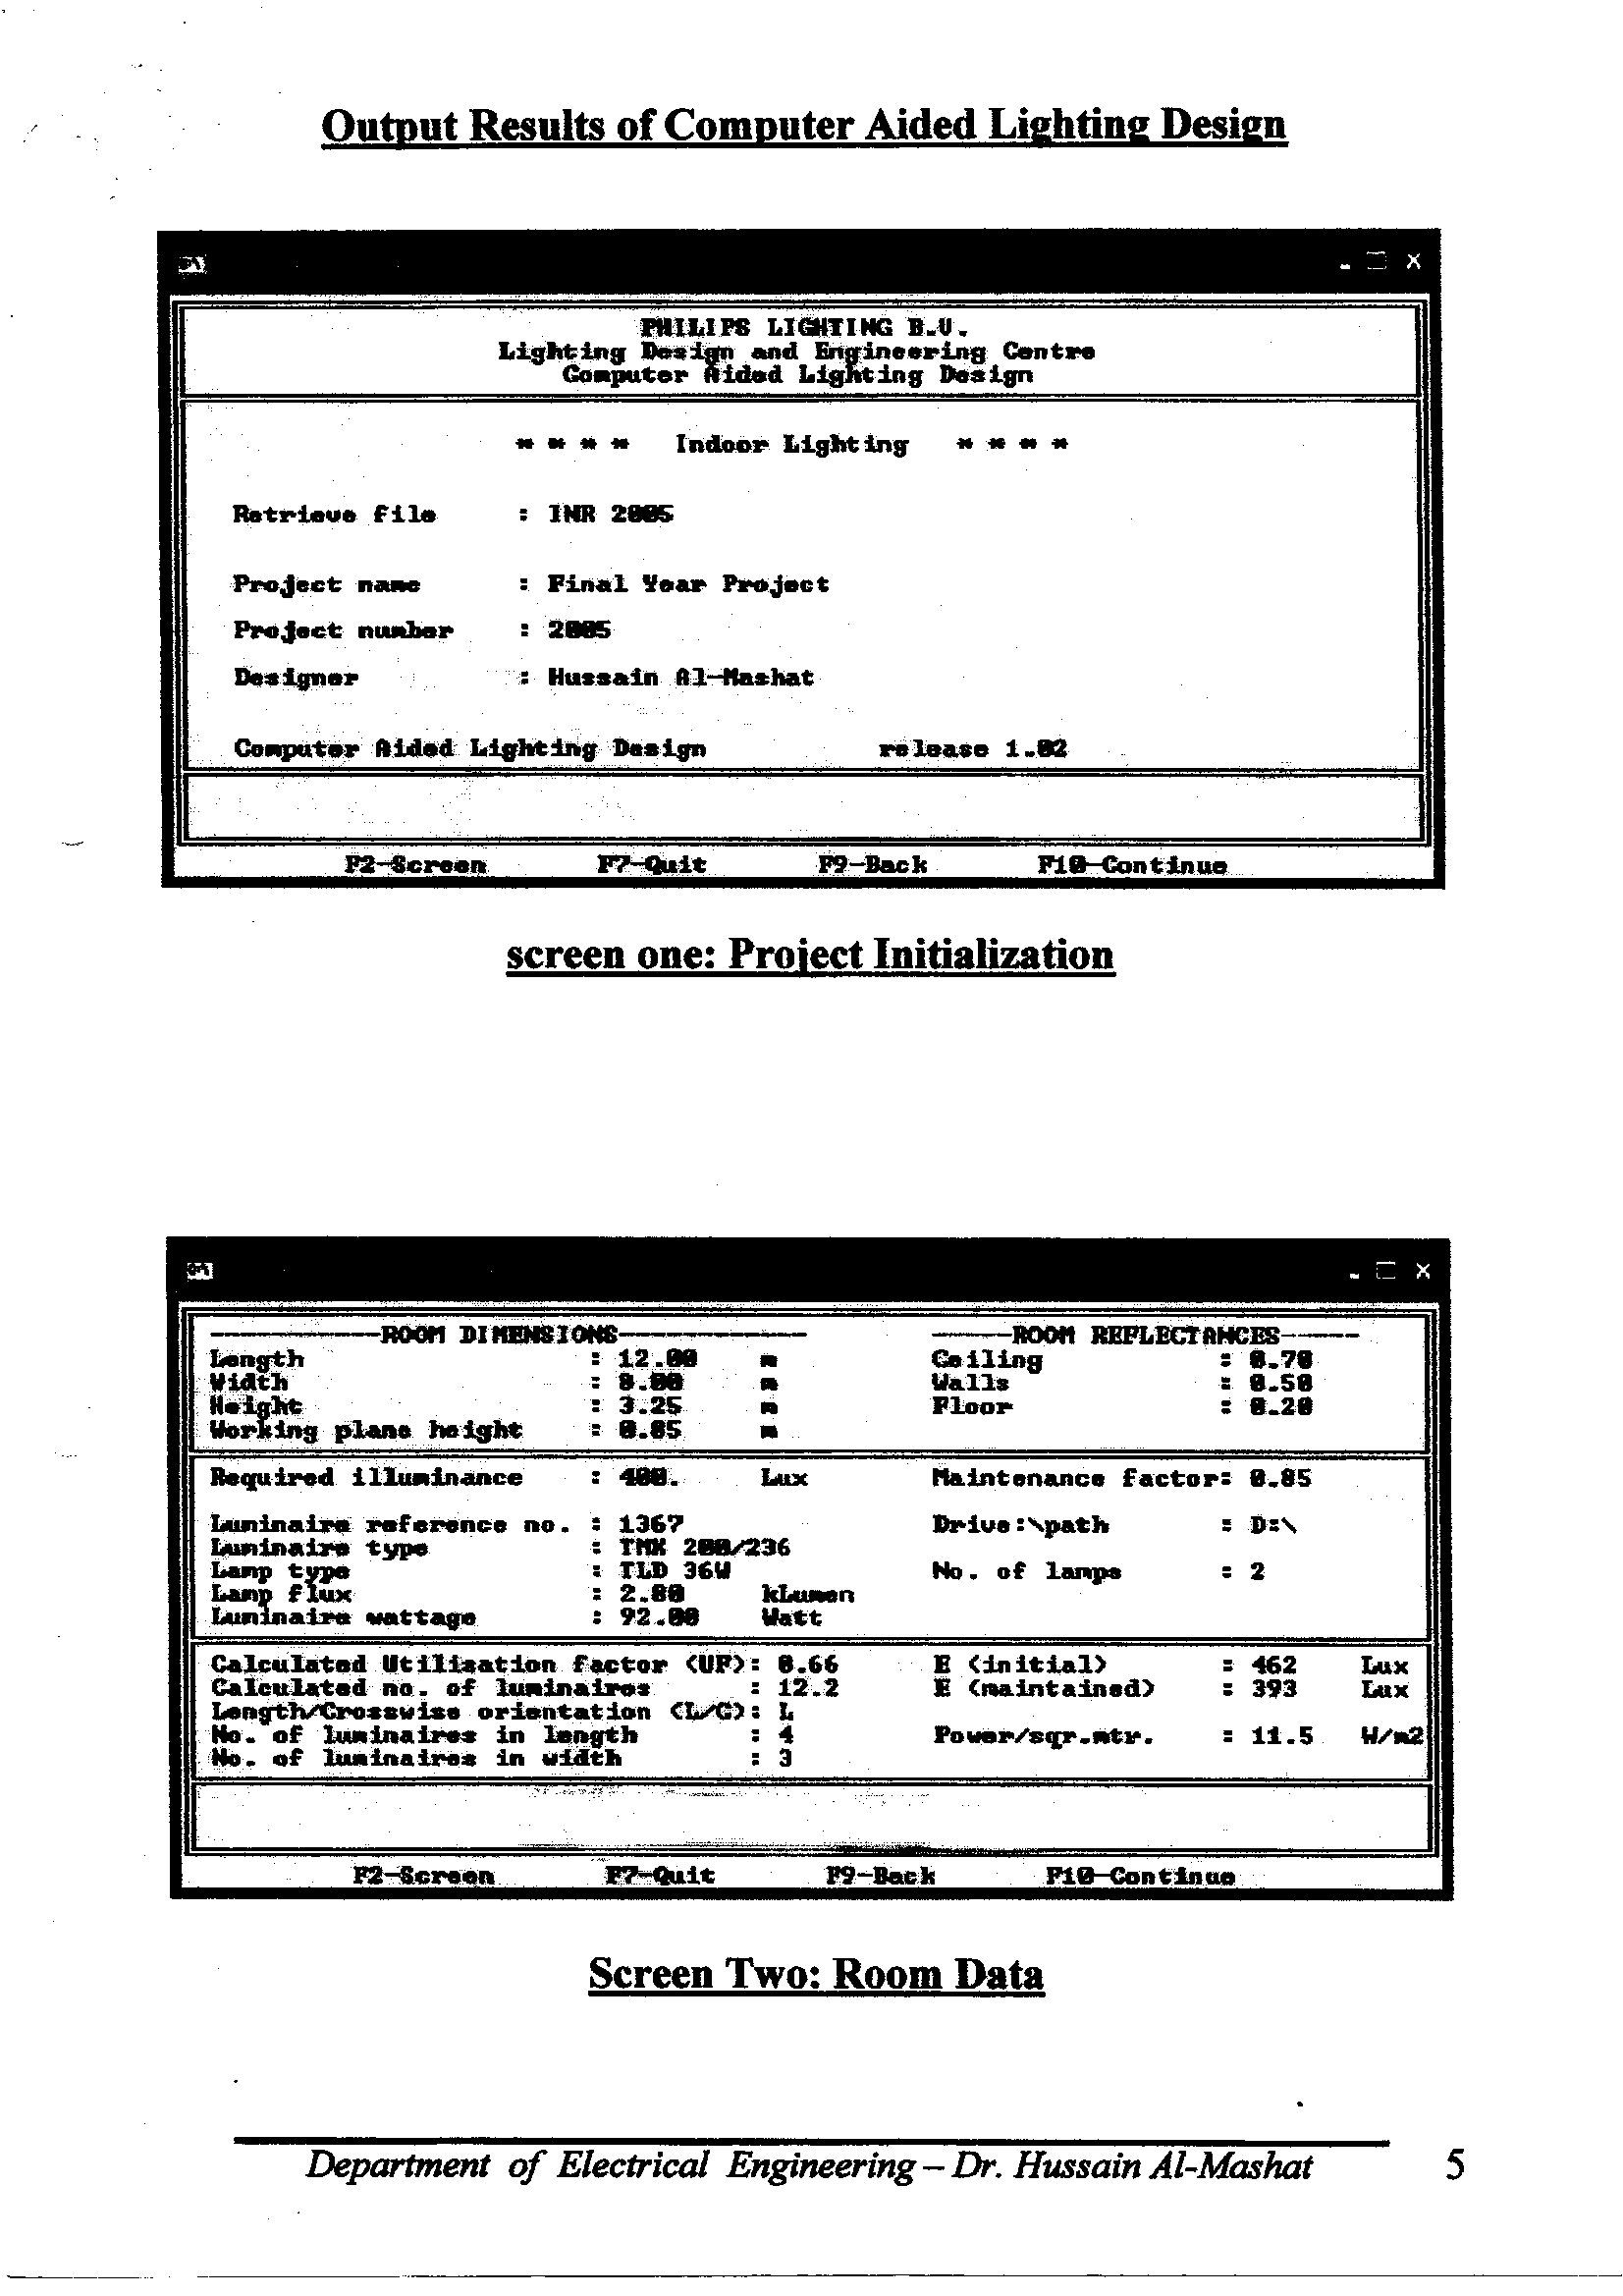 Output Results of Computer Aided Lighting Design
PHILIPS LIGHTING B.V.
Lighting Design and Engineering Centre
Computer Aided Lighting Design
* * * * Indoor Lighting * * * *
Retrieve file : INR 2005
Project name : Final Year Project
Project number : 2005
Designer : Hussain Al-Mashat
Computer Aided Lighting Design release 1.02
F2-Screen F7-Quit F9-Back F10-Continue
screen one: Project Initialization
ROOM DIMENSIONS ROOM REFLECTANCES
Length : 12.00 m Ceiling : 0.70
Width : 8.00 m Walls : 0.50
Height : 3.25 m Floor : 0.20
Working plane height : 0.85 m
Required illuminance : 400. Lux Maintenance factor: 0.85
Luminaire reference no. : 1367 Drive:\path : D:\
Luminaire type : TMX 200/236
Lamp type : TLD 36W No. of lamps : 2
Lamp flux : 2.80 kLumen
Luminaire wattage : 92.00 Watt
Calculated Utilisation factor (UF): 0.66 E (initial) : 462 Lux
Calculated no. of luminaires : 12.2 E (maintained) : 393 Lux
Length/Crosswise orientation (L/C): L
No. of luminaires in length : 4 Power/sqr.mtr. : 11.5 W/m2
No. of luminaires in width : 3
F2-Screen F7-Quit F9-Back F10-Continue
Screen Two: Room Data
Department of Electrical Engineering – Dr. Hussain Al-Mashat 5